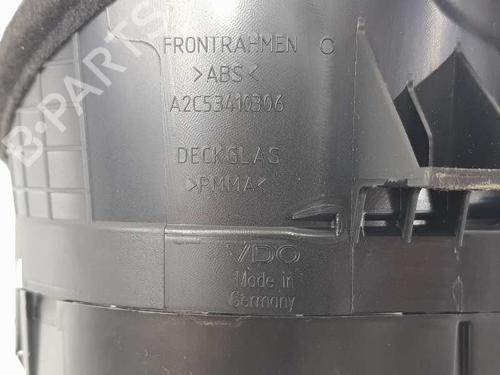 FRONTRAHMEN C
>ABS<
A2C53410306
DECKGLAS
>PMMA<
VDO
Made in
Germany
B-PARTS